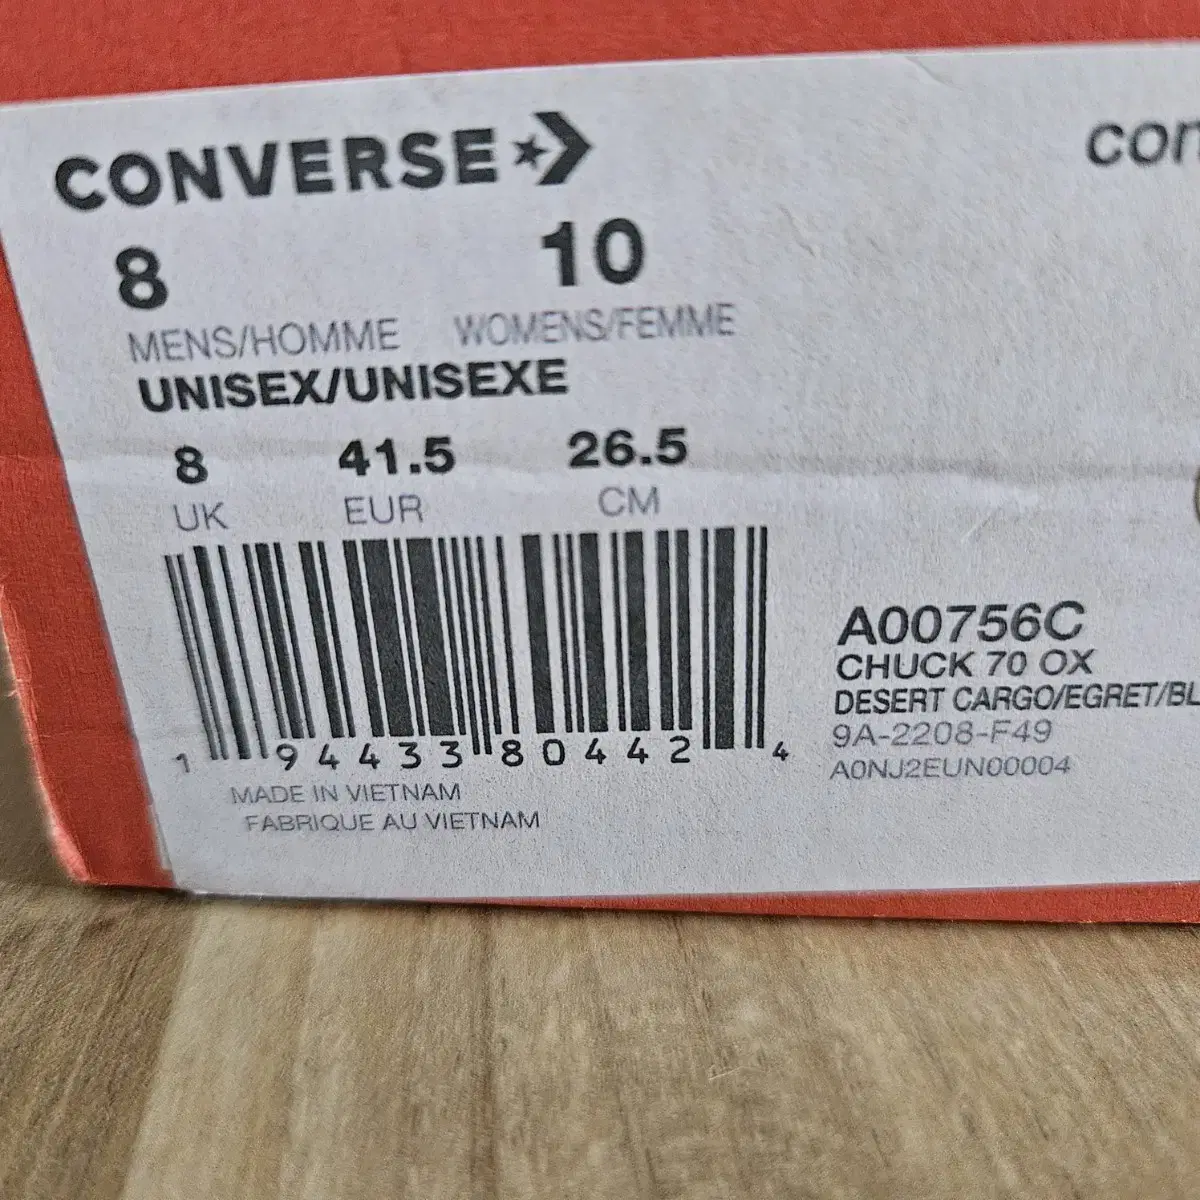 CONVERSE
con
8 10
MENS/HOMME WOMENS/FEMME
UNISEX/UNISEXE
8 41.5 26.5
UK EUR CM
1 94433 80442 4
MADE IN VIETNAM
FABRIQUE AU VIETNAM
A00756C
CHUCK 70 OX
DESERT CARGO/EGRET/BL
9A-2208-F49
A0NJ2EUN00004